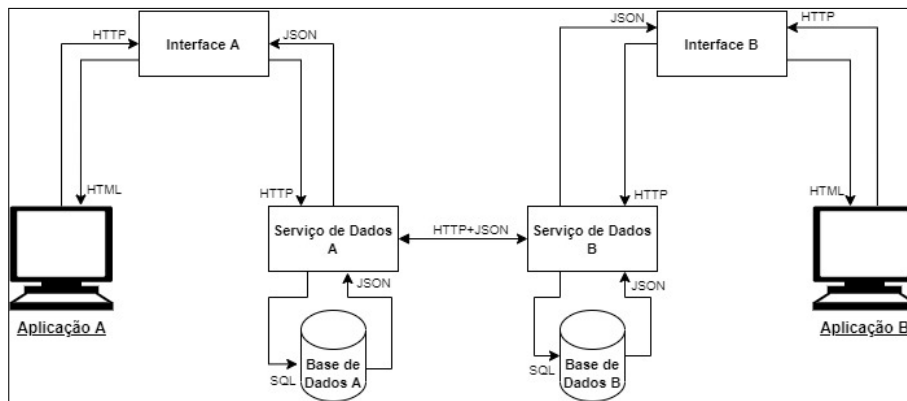 HTTP
Interface A
JSON
JSON
Interface B
HTTP
HTML
HTTP
HTTP
HTML
Serviço de Dados
A
HTTP+JSON
Serviço de Dados
B
JSON
JSON
Aplicação A
Aplicação B
SQL
Base de
Dados A
SQL
Base de
Dados B